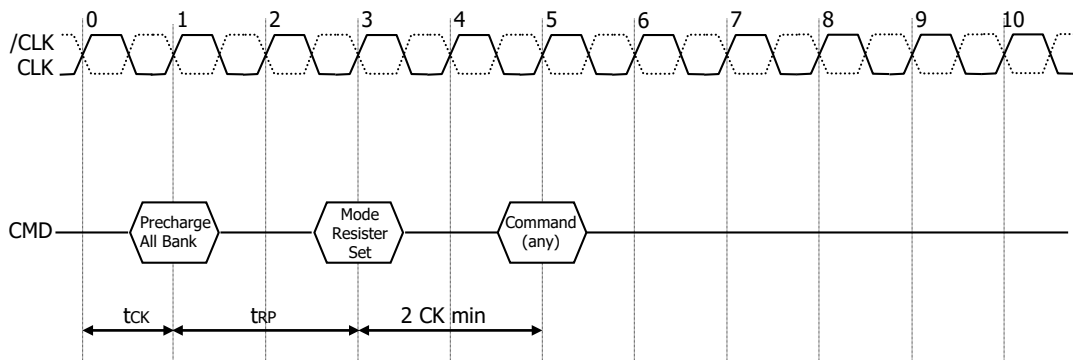 0 1 2 3 4 5 6 7 8 9 10
/CLK
CLK
CMD
Precharge
All Bank
Mode
Resister
Set
Command
(any)
tCK tRP 2 CK min